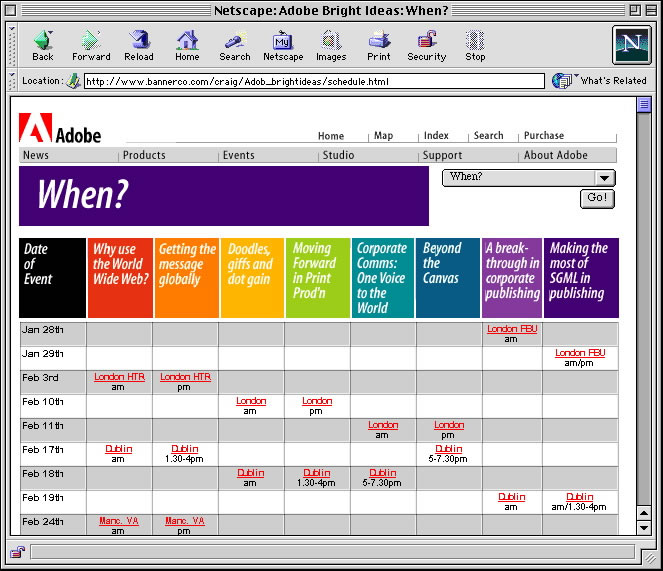 Netscape: Adobe Bright Ideas: When?
Back Forward Reload Home Search Netscape Images Print Security Stop
My
N
Location: http://www.bannerco.com/craig/Adob_brightideas/schedule.html What's Related
Adobe
Home Map Index Search Purchase
News Products Events Studio Support About Adobe
When?
When?
Go!
Date of Event
Why use the World Wide Web?
Getting the message globally
Doodles, giffs and dot gain
Moving Forward in Print Prod'n
Corporate Comms: One Voice to the World
Beyond the Canvas
A break-through in corporate publishing
Making the most of SGML in publishing
Jan 28th London FBU am
Jan 29th London FBU am/pm
Feb 3rd London HTR am London HTR pm
Feb 10th London am London pm
Feb 11th London am London pm
Feb 17th Dublin am Dublin 1.30-4pm Dublin 5-7.30pm
Feb 18th Dublin am Dublin 1.30-4pm Dublin 5-7.30pm
Feb 19th Dublin am Dublin am/1.30-4pm
Feb 24th Manc. VA am Manc. VA pm